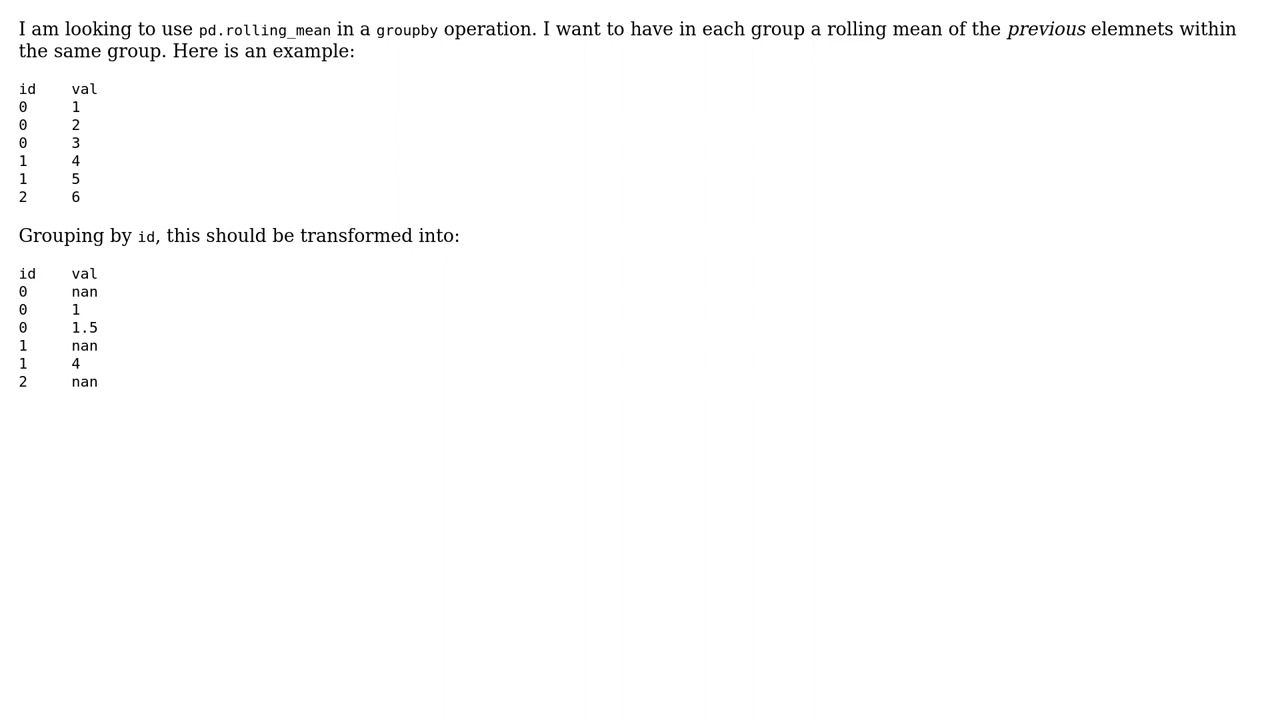 I am looking to use pd.rolling_mean in a groupby operation. I want to have in each group a rolling mean of the previous elemnets within
the same group. Here is an example:
id    val
0     1
0     2
0     3
1     4
1     5
2     6
Grouping by id, this should be transformed into:
id    val
0     nan
0     1
0     1.5
1     nan
1     4
2     nan